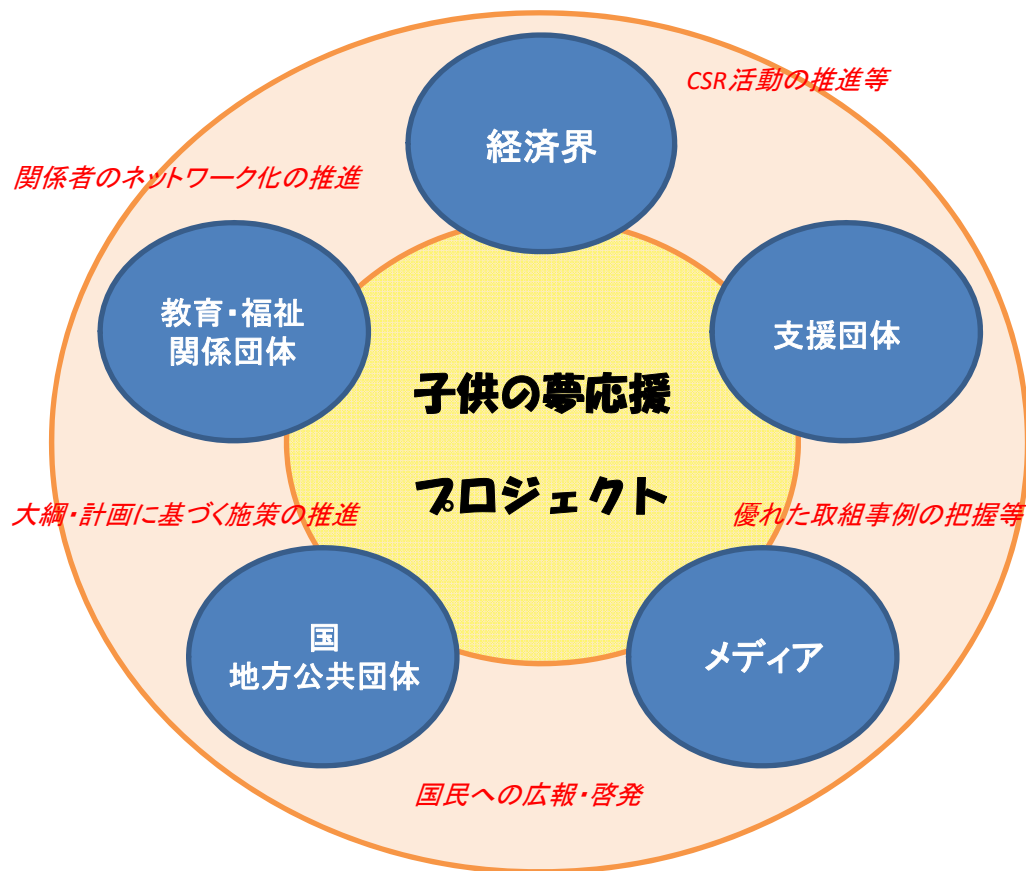 CSR活動の推進等
経済界
関係者のネットワーク化の推進
教育・福祉
関係団体
支援団体
子供の夢応援
プロジェクト
大綱・計画に基づく施策の推進
優れた取組事例の把握等
国
地方公共団体
メディア
国民への広報・啓発